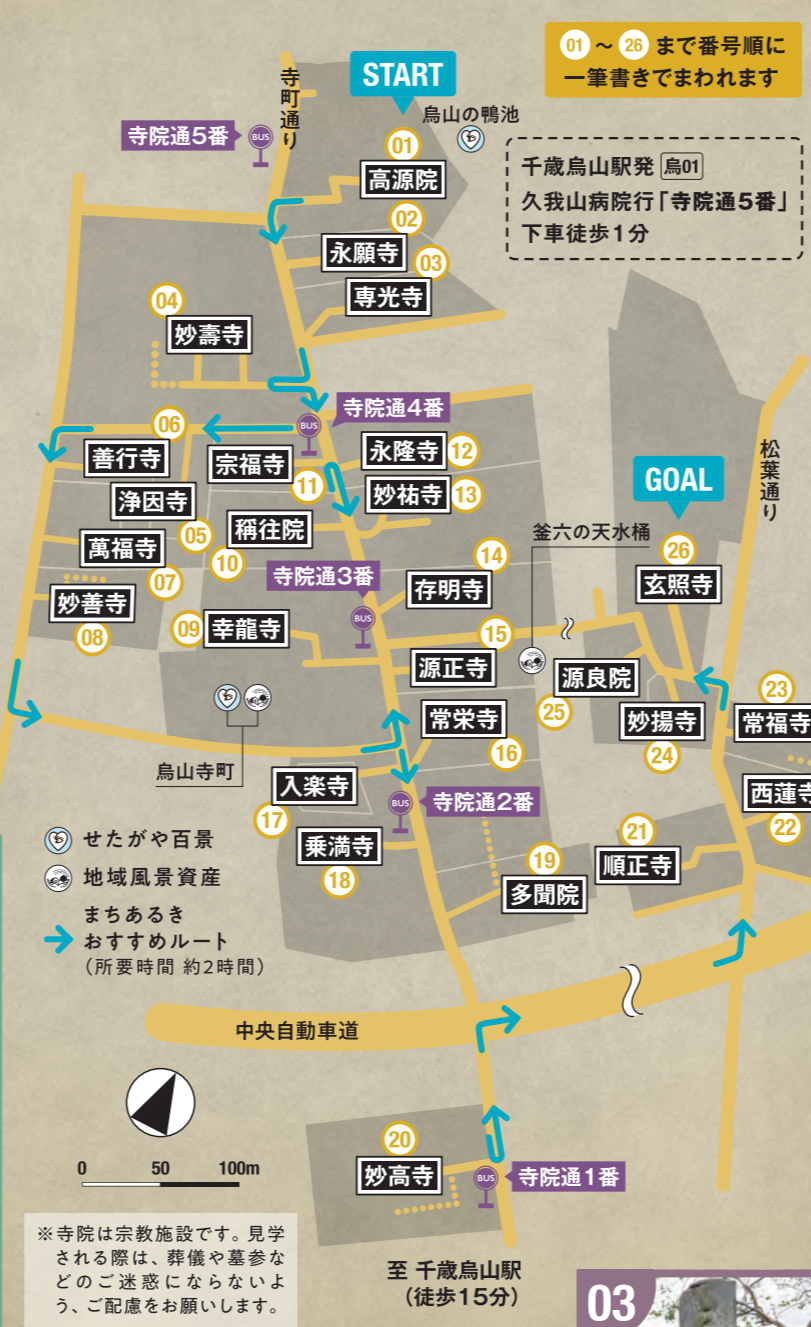 01 ~ 26 まで番号順に
一筆書きでまわれます
START
寺町通り
烏山の鴨池
寺院通5番
BUS
01
高源院
千歳烏山駅発 烏01
久我山病院行「寺院通5番」
下車徒歩1分
02
永願寺
03
専光寺
04
妙壽寺
寺院通4番
BUS
06
善行寺
宗福寺
11
永隆寺
12
松葉通り
浄因寺
05
妙祐寺
13
GOAL
稱往院
10
萬福寺
07
釜六の天水桶
26
玄照寺
14
存明寺
寺院通3番
BUS
妙善寺
08
09
幸龍寺
15
源正寺
源良院
25
23
常福寺
常栄寺
16
妙揚寺
24
烏山寺町
入楽寺
17
寺院通2番
BUS
西蓮寺
22
21
順正寺
乗満寺
18
19
多聞院
せたがや百景
地域風景資産
まちあるき
おすすめルート
(所要時間 約2時間)
中央自動車道
0 50 100m
20
妙高寺
寺院通1番
BUS
※寺院は宗教施設です。見学
される際は、葬儀や墓参な
どのご迷惑にならないよ
う、ご配慮をお願いします。
至 千歳烏山駅
(徒歩15分)
03